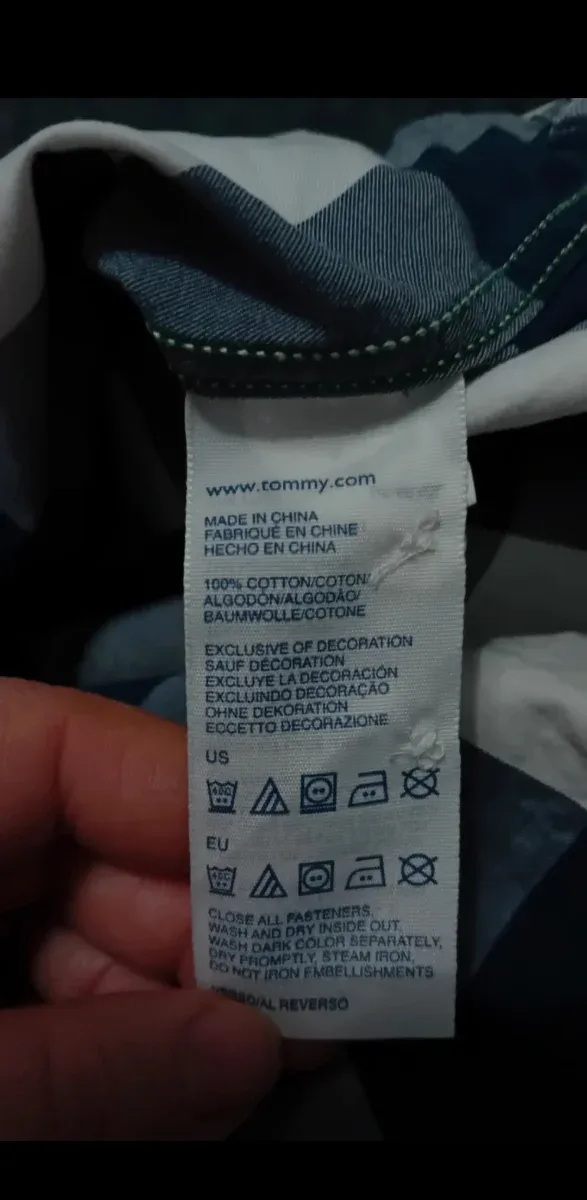 www.tommy.com
MADE IN CHINA
FABRIQUÉ EN CHINE
HECHO EN CHINA
100% COTTON/COTON/
ALGODÓN/ALGODÃO/
BAUMWOLLE/COTONE
EXCLUSIVE OF DECORATION
SAUF DÉCORATION
EXCLUYE LA DECORACIÓN
EXCLUINDO DECORAÇÃO
OHNE DEKORATION
ECCETTO DECORAZIONE
US
40C
EU
40C
CLOSE ALL FASTENERS,
WASH AND DRY INSIDE OUT,
WASH DARK COLOR SEPARATELY,
DRY PROMPTLY, STEAM IRON,
DO NOT IRON EMBELLISHMENTS
REVERSO